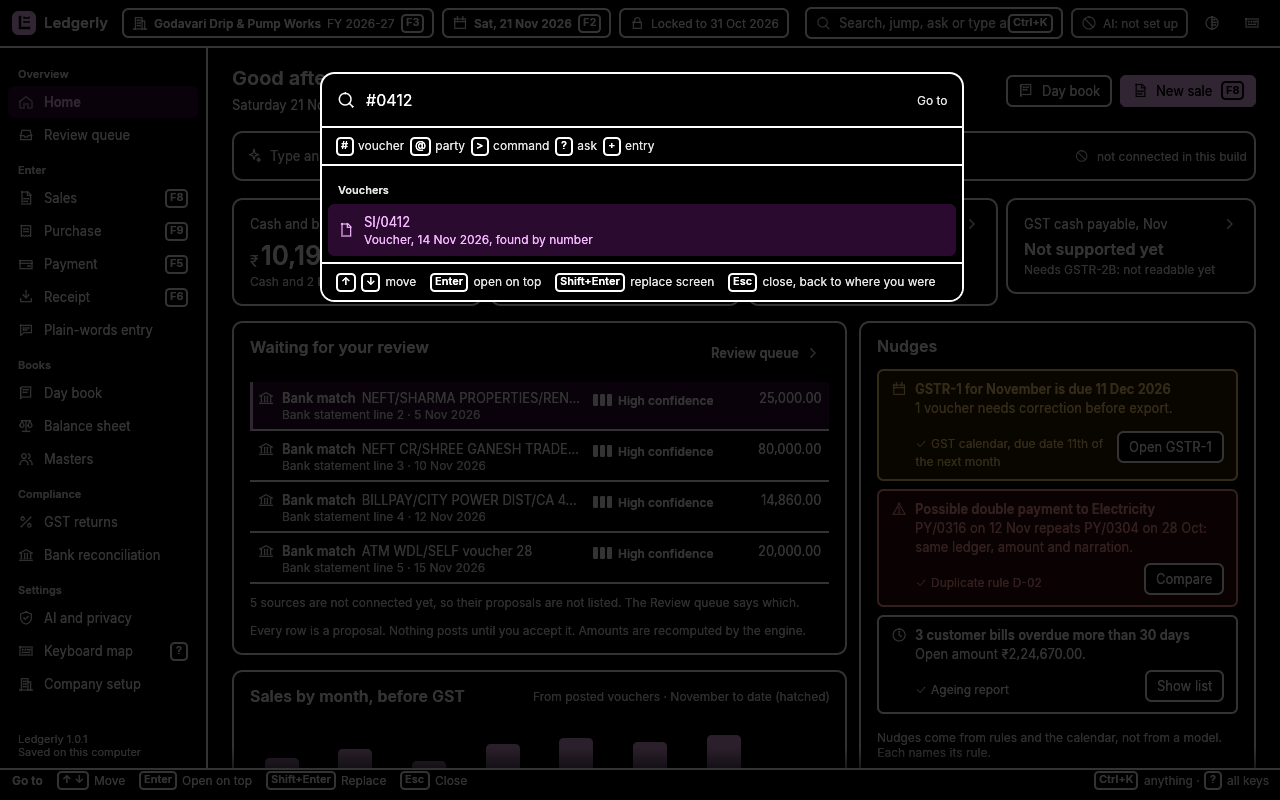 Ledgerly
Godavari Drip & Pump Works FY 2026-27 F3
Sat, 21 Nov 2026 F2
Locked to 31 Oct 2026
Search, jump, ask or type a Ctrl+K
AI: not set up
Overview
Home
Review queue
Enter
Sales F8
Purchase F9
Payment F5
Receipt F6
Plain-words entry
Books
Day book
Balance sheet
Masters
Compliance
GST returns
Bank reconciliation
Settings
AI and privacy
Keyboard map ?
Company setup
Ledgerly 1.0.1
Saved on this computer
Good afte
Saturday 21 No
Day book
New sale F8
#0412 Go to
# voucher @ party > command ? ask + entry
Vouchers
SI/0412
Voucher, 14 Nov 2026, found by number
↑ ↓ move Enter open on top Shift+Enter replace screen Esc close, back to where you were
Type an
not connected in this build
Cash and b
₹10,19
Cash and 2 b
GST cash payable, Nov
Not supported yet
Needs GSTR-2B: not readable yet
Waiting for your review
Review queue
Bank match NEFT/SHARMA PROPERTIES/REN... High confidence 25,000.00
Bank statement line 2 · 5 Nov 2026
Bank match NEFT CR/SHREE GANESH TRADE... High confidence 80,000.00
Bank statement line 3 · 10 Nov 2026
Bank match BILLPAY/CITY POWER DIST/CA 4... High confidence 14,860.00
Bank statement line 4 · 12 Nov 2026
Bank match ATM WDL/SELF voucher 28 High confidence 20,000.00
Bank statement line 5 · 15 Nov 2026
5 sources are not connected yet, so their proposals are not listed. The Review queue says which.
Every row is a proposal. Nothing posts until you accept it. Amounts are recomputed by the engine.
Sales by month, before GST
From posted vouchers · November to date (hatched)
Nudges
GSTR-1 for November is due 11 Dec 2026
1 voucher needs correction before export.
✓ GST calendar, due date 11th of
the next month
Open GSTR-1
Possible double payment to Electricity
PY/0316 on 12 Nov repeats PY/0304 on 28 Oct:
same ledger, amount and narration.
✓ Duplicate rule D-02
Compare
3 customer bills overdue more than 30 days
Open amount ₹2,24,670.00.
✓ Ageing report
Show list
Nudges come from rules and the calendar, not from a model.
Each names its rule.
Go to ↑↓ Move Enter Open on top Shift+Enter Replace Esc Close
Ctrl+K anything · ? all keys